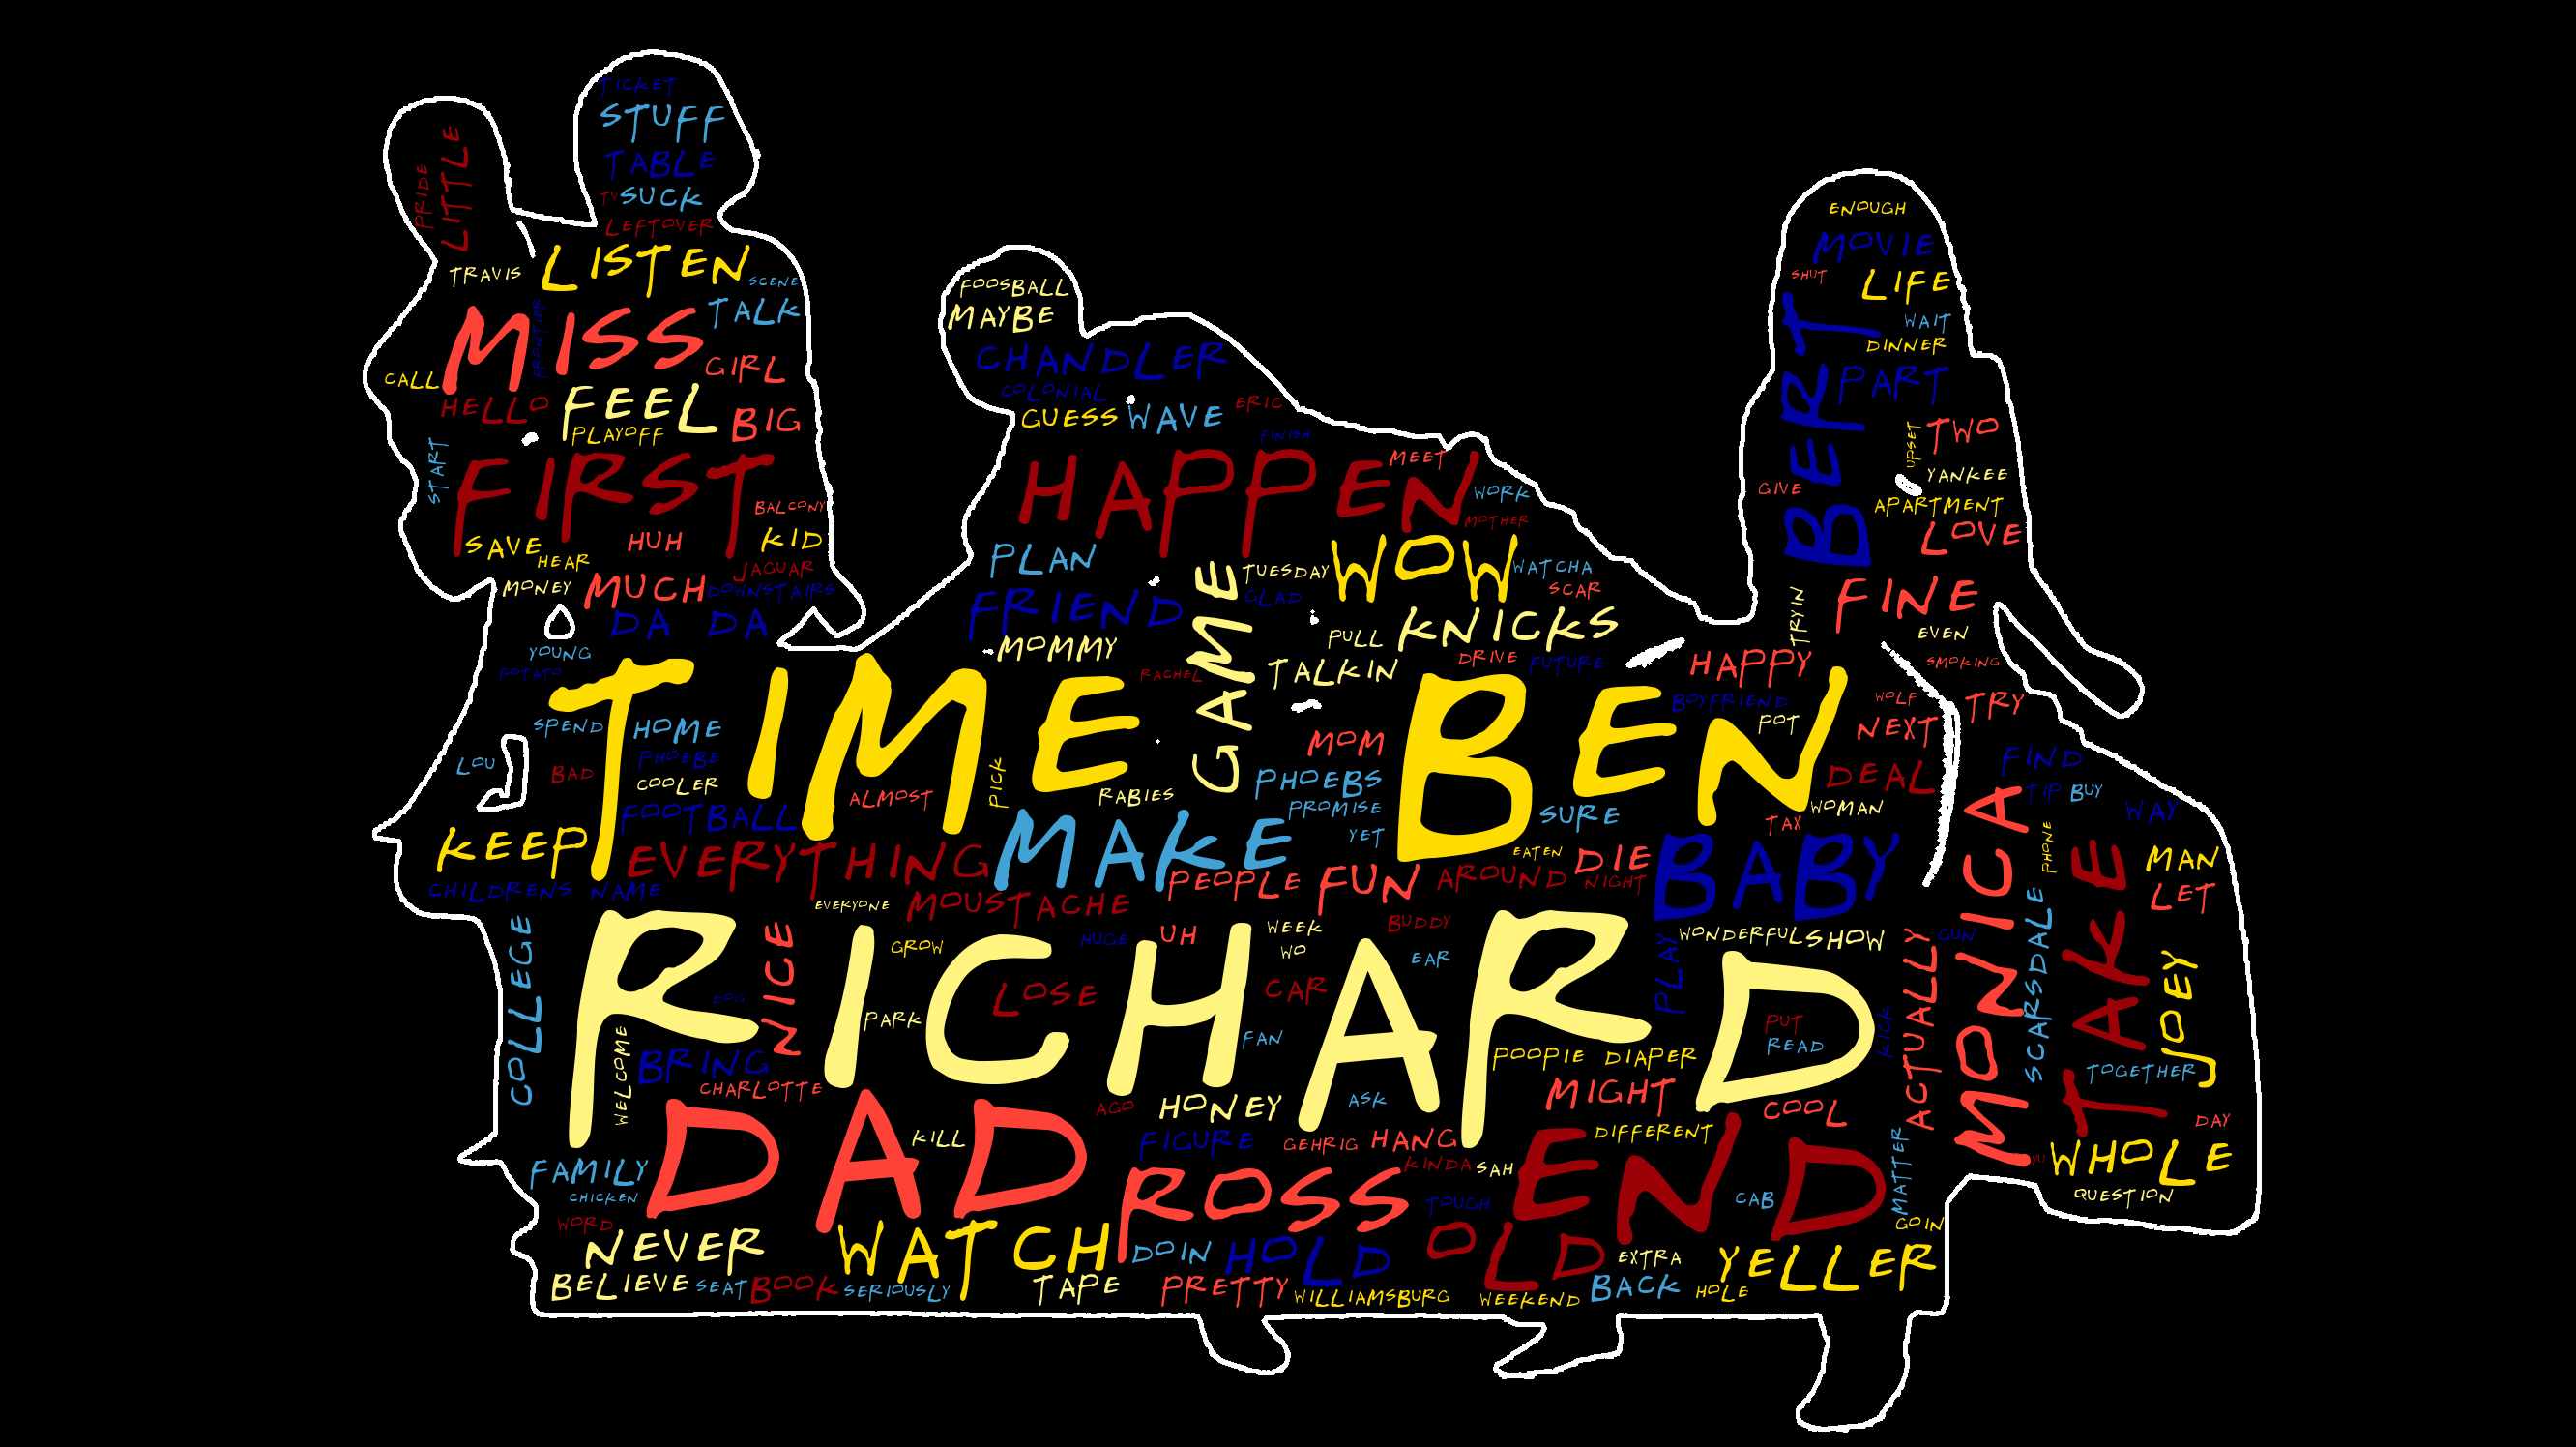 TICKET
STUFF
TABLE
TV SUCK
LEFTOVER
PRIDE
LITTLE
TRAVIS
LISTEN
SCENE
MISS
FRONTIER
TALK
GIRL
CALL
HELLO
FEEL
BIG
PLAYOFF
START
FIRST
BALCONY
SAVE
HEAR
HUH
KID
JAGUAR
MONEY
MUCH
DOWNSTAIRS
DA DA
YOUNG
POTATO
FOOSBALL
MAYBE
CHANDLER
COLONIAL
GUESS
WAVE
ERIC
FINISH
HAPPEN
MEET
WORK
MOTHER
PLAN
TUESDAY
WOW
WATCHA
SCAR
FRIEND
GLAD
GAME
MOMMY
PULL
KNICKS
RACHEL
TALKIN
DRIVE
FUTURE
ENOUGH
MOVIE
SHUT
LIFE
WAIT
DINNER
BERT
PART
UPSET
TWO
YANKEE
GIVE
APARTMENT
LOVE
TRYIN
FINE
EVEN
HAPPY
SMOKING
BOYFRIEND
WOLF
TRY
POT
NEXT
TIME
BEN
SPEND
HOME
LOU
BAD
PHOEBE
COOLER
PICK
MOM
PHOEBS
DEAL
FIND
ALMOST
RABIES
PROMISE
SURE
WOMAN
TIP
BUY
WAY
FOOTBALL
YET
TAX
PHONE
KEEP
EVERYTHING
MAKE
EATEN
DIE
BABY
MAN
PEOPLE
FUN
AROUND
NIGHT
LET
CHILDRENS NAME
EVERYONE
MOUSTACHE
COLLEGE
NICE
RICHARD
GROW
HUGE
UH
WEEK
WO
BUDDY
EAR
PLAY
WONDERFUL
SHOW
ACTUALLY
GUN
MONICA
SCARSDALE
TAKE
JOEY
DOG
PARK
LOSE
CAR
FAN
PUT
READ
KICK
WELCOME
BRING
POOPIE DIAPER
TOGETHER
CHARLOTTE
AGO
HONEY
ASK
MIGHT
COOL
DAY
DAD
KILL
FIGURE
GEHRIG
HANG
DIFFERENT
MATTER
YU
WHOLE
QUESTION
FAMILY
CHICKEN
KINDA
SAH
END
ROSS
TOUGH
CAB
WORD
GOIN
NEVER
WATCH
DOIN
HOLD
OLD
EXTRA
YELLER
BELIEVE
SEAT
BOOK
SERIOUSLY
TAPE
PRETTY
WILLIAMSBURG
WEEKEND
BACK
HOLE